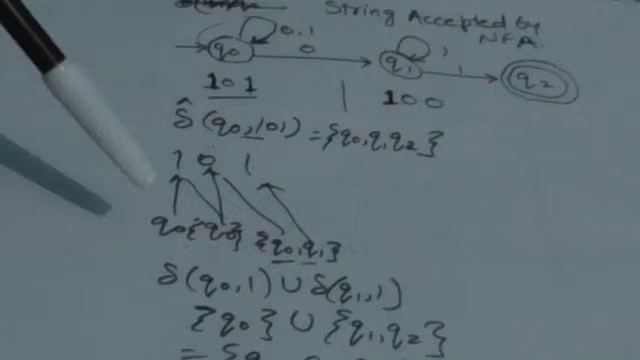 String Accepted by
NFA.
q0 0,1 0 q1 1 1 q2
101 | 100
δ̂(q0,101) = {q0,q1,q2}
1 0 1
q0 {q0} {q0,q1}
δ(q0,1) ∪ δ(q1,1)
{q0} ∪ {q1,q2}